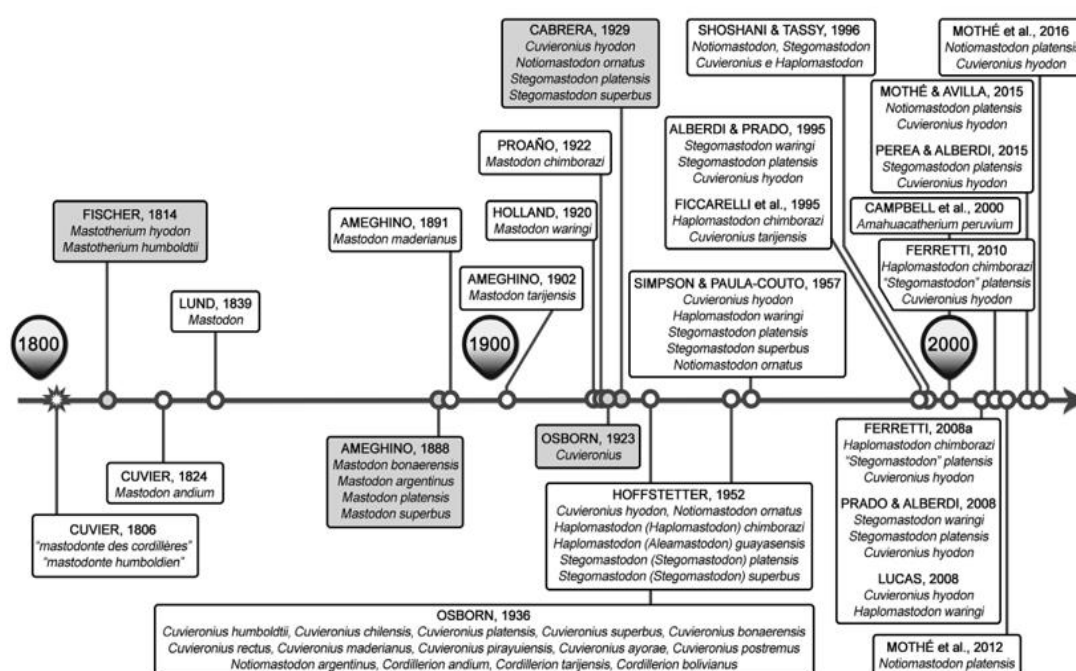 CABRERA, 1929
Cuvieronius hyodon
Notiomastodon ornatus
Stegomastodon platensis
Stegomastodon superbus
SHOSHANI & TASSY, 1996
Notiomastodon, Stegomastodon
Cuvieronius e Haplomastodon
MOTHÉ et al., 2016
Notiomastodon platensis
Cuvieronius hyodon
MOTHÉ & AVILLA, 2015
Notiomastodon platensis
Cuvieronius hyodon
PEREA & ALBERDI, 2015
Stegomastodon platensis
Cuvieronius hyodon
ALBERDI & PRADO, 1995
Stegomastodon waringi
Stegomastodon platensis
Cuvieronius hyodon
FICCARELLI et al., 1995
Haplomastodon chimborazi
Cuvieronius tarijensis
PROAÑO, 1922
Mastodon chimborazi
FISCHER, 1814
Mastotherium hyodon
Mastotherium humboldtii
AMEGHINO, 1891
Mastodon maderianus
HOLLAND, 1920
Mastodon waringi
CAMPBELL et al., 2000
Amahuacatherium peruvium
FERRETTI, 2010
Haplomastodon chimborazi
"Stegomastodon" platensis
Cuvieronius hyodon
LUND, 1839
Mastodon
AMEGHINO, 1902
Mastodon tarijensis
SIMPSON & PAULA-COUTO, 1957
Cuvieronius hyodon
Haplomastodon waringi
Stegomastodon platensis
Stegomastodon superbus
Notiomastodon ornatus
1800
1900
2000
CUVIER, 1824
Mastodon andium
CUVIER, 1806
"mastodonte des cordillères"
"mastodonte humboldien"
AMEGHINO, 1888
Mastodon bonaerensis
Mastodon argentinus
Mastodon platensis
Mastodon superbus
OSBORN, 1923
Cuvieronius
HOFFSTETTER, 1952
Cuvieronius hyodon, Notiomastodon ornatus
Haplomastodon (Haplomastodon) chimborazi
Haplomastodon (Aleamastodon) guayasensis
Stegomastodon (Stegomastodon) platensis
Stegomastodon (Stegomastodon) superbus
FERRETTI, 2008a
Haplomastodon chimborazi
"Stegomastodon" platensis
Cuvieronius hyodon
PRADO & ALBERDI, 2008
Stegomastodon waringi
Stegomastodon platensis
Cuvieronius hyodon
LUCAS, 2008
Cuvieronius hyodon
Haplomastodon waringi
OSBORN, 1936
Cuvieronius humboldtii, Cuvieronius chilensis, Cuvieronius platensis, Cuvieronius superbus, Cuvieronius bonaerensis
Cuvieronius rectus, Cuvieronius maderianus, Cuvieronius pirayuiensis, Cuvieronius ayorae, Cuvieronius postremus
Notiomastodon argentinus, Cordillerion andium, Cordillerion tarijensis, Cordillerion bolivianus
MOTHÉ et al., 2012
Notiomastodon platensis